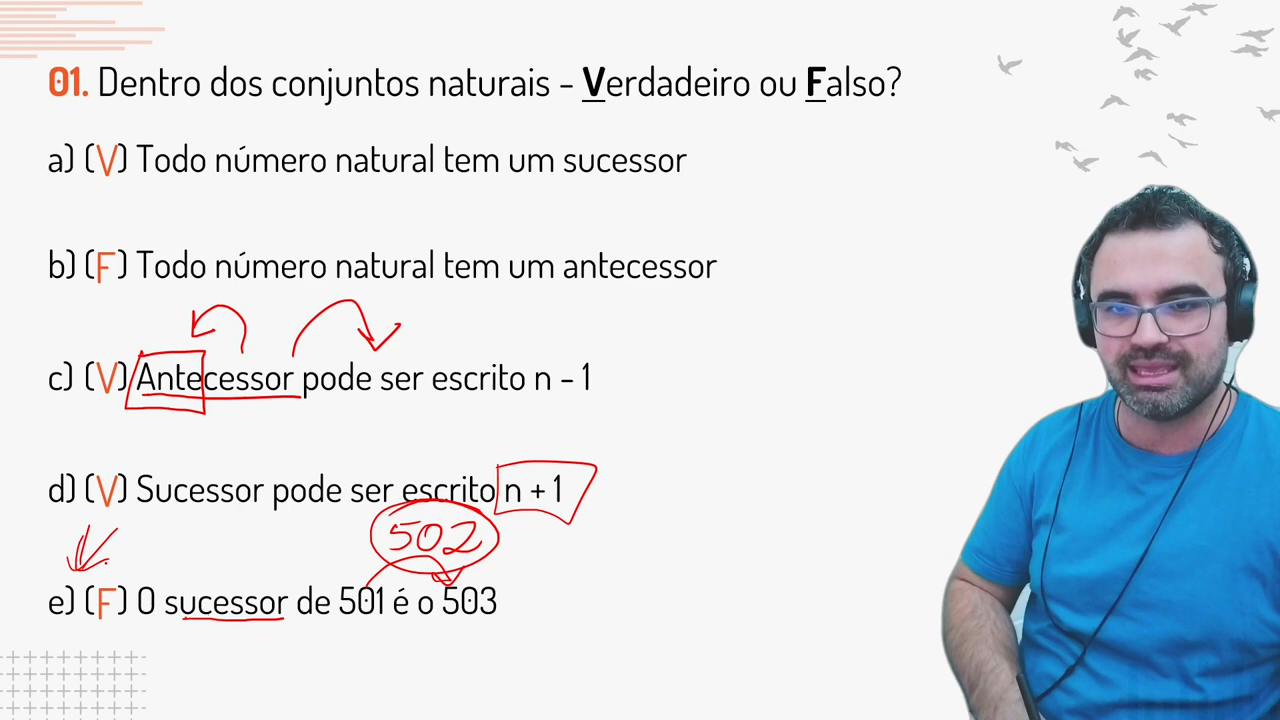 01. Dentro dos conjuntos naturais - Verdadeiro ou Falso?
a) (V) Todo número natural tem um sucessor
b) (F) Todo número natural tem um antecessor
c) (V) Antecessor pode ser escrito n - 1
d) (V) Sucessor pode ser escrito n + 1
502
e) (F) O sucessor de 501 é o 503